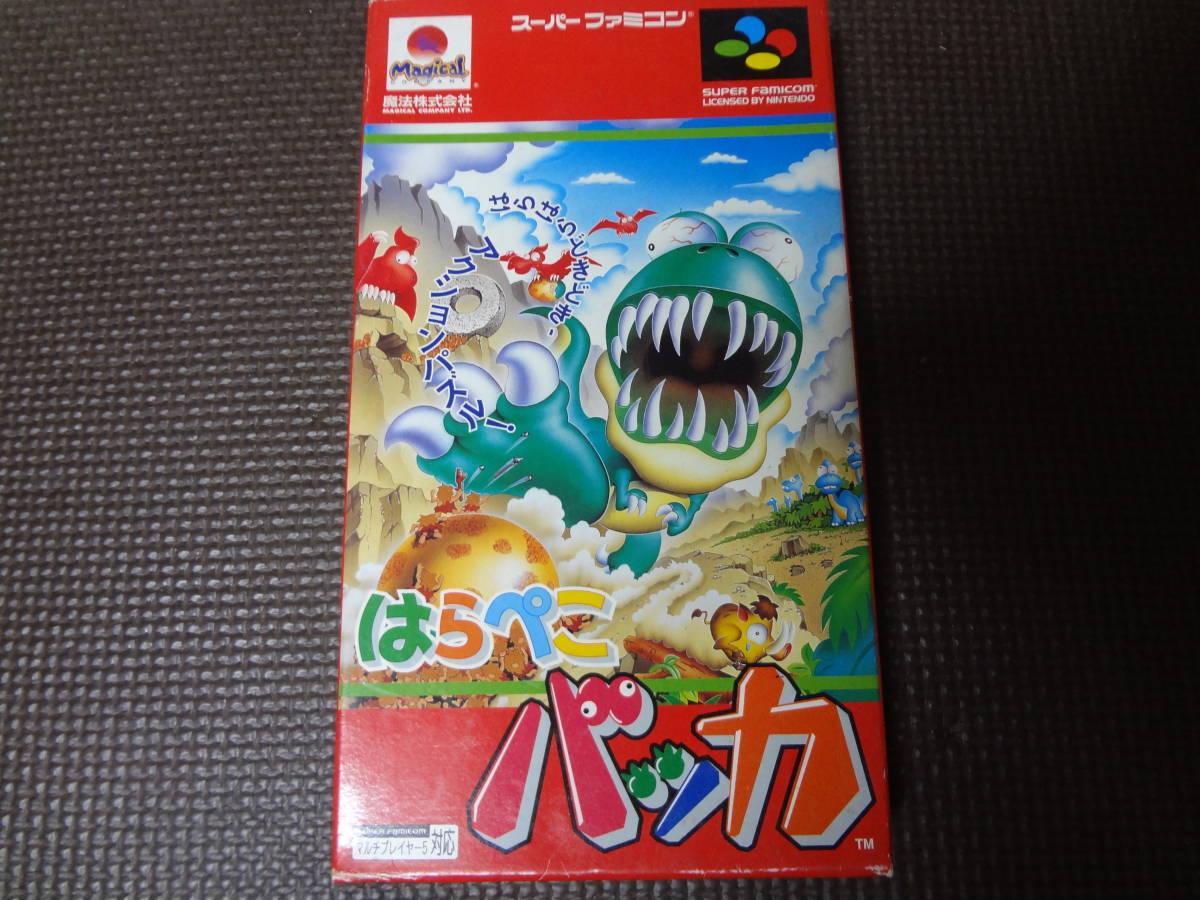 スーパーファミコン®
Magical
COMPANY ®
魔法株式会社
MAGICAL COMPANY LTD.
SUPER FAMICOM™
LICENSED BY NINTENDO
はらはらどきどき-
アクションパズル!
はらぺこ
バッカ
TM
SUPER FAMICOM
マルチプレイヤー5 対応